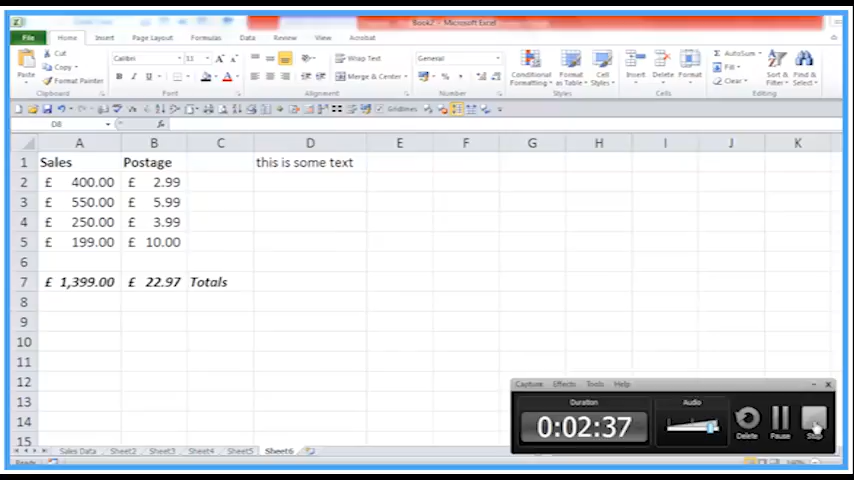 Book2 - Microsoft Excel
File Home Insert Page Layout Formulas Data Review View Acrobat
Cut
Copy
Format Painter
Paste
Clipboard
Calibri 11
B I U A
Font
Wrap Text
Merge & Center
Alignment
General
%
Number
Conditional Formatting
Format as Table
Cell Styles
Styles
Insert Delete Format
Cells
AutoSum
Fill
Clear
Sort & Filter
Find & Select
Editing
Gridlines
D8 fx
A B C D E F G H I J K
1 Sales Postage this is some text
2 £ 400.00 £ 2.99
3 £ 550.00 £ 5.99
4 £ 250.00 £ 3.99
5 £ 199.00 £ 10.00
6
7 £ 1,399.00 £ 22.97 Totals
8
9
10
11
12
13
14
15
Capture Effects Tools Help
Duration
0:02:37
Audio
Delete Pause Stop
Sales Data Sheet2 Sheet3 Sheet4 Sheet5 Sheet6
Ready